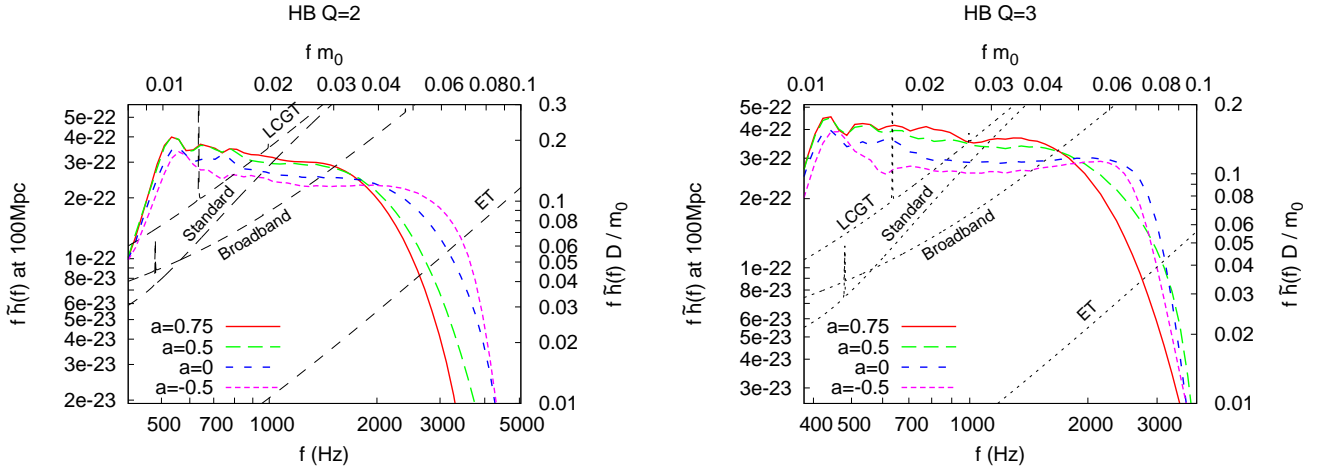 HB Q=2
f m₀
0.01 0.02 0.03 0.04 0.06 0.08 0.1
5e-22
4e-22
3e-22
2e-22
1e-22
8e-23
6e-23
5e-23
4e-23
3e-23
2e-23
f h̃(f) at 100Mpc
0.3
0.2
0.1
0.08
0.06
0.05
0.04
0.03
0.02
0.01
f h̃(f) D / m₀
LCGT
Standard
Broadband
ET
a=0.75
a=0.5
a=0
a=-0.5
500 700 1000 2000 3000 5000
f (Hz)
HB Q=3
f m₀
0.01 0.02 0.03 0.04 0.06 0.08 0.1
5e-22
4e-22
3e-22
2e-22
1e-22
8e-23
6e-23
5e-23
4e-23
3e-23
f h̃(f) at 100Mpc
0.2
0.1
0.08
0.06
0.05
0.04
0.03
0.02
0.01
f h̃(f) D / m₀
LCGT
Standard
Broadband
ET
a=0.75
a=0.5
a=0
a=-0.5
400 500 700 1000 2000 3000
f (Hz)